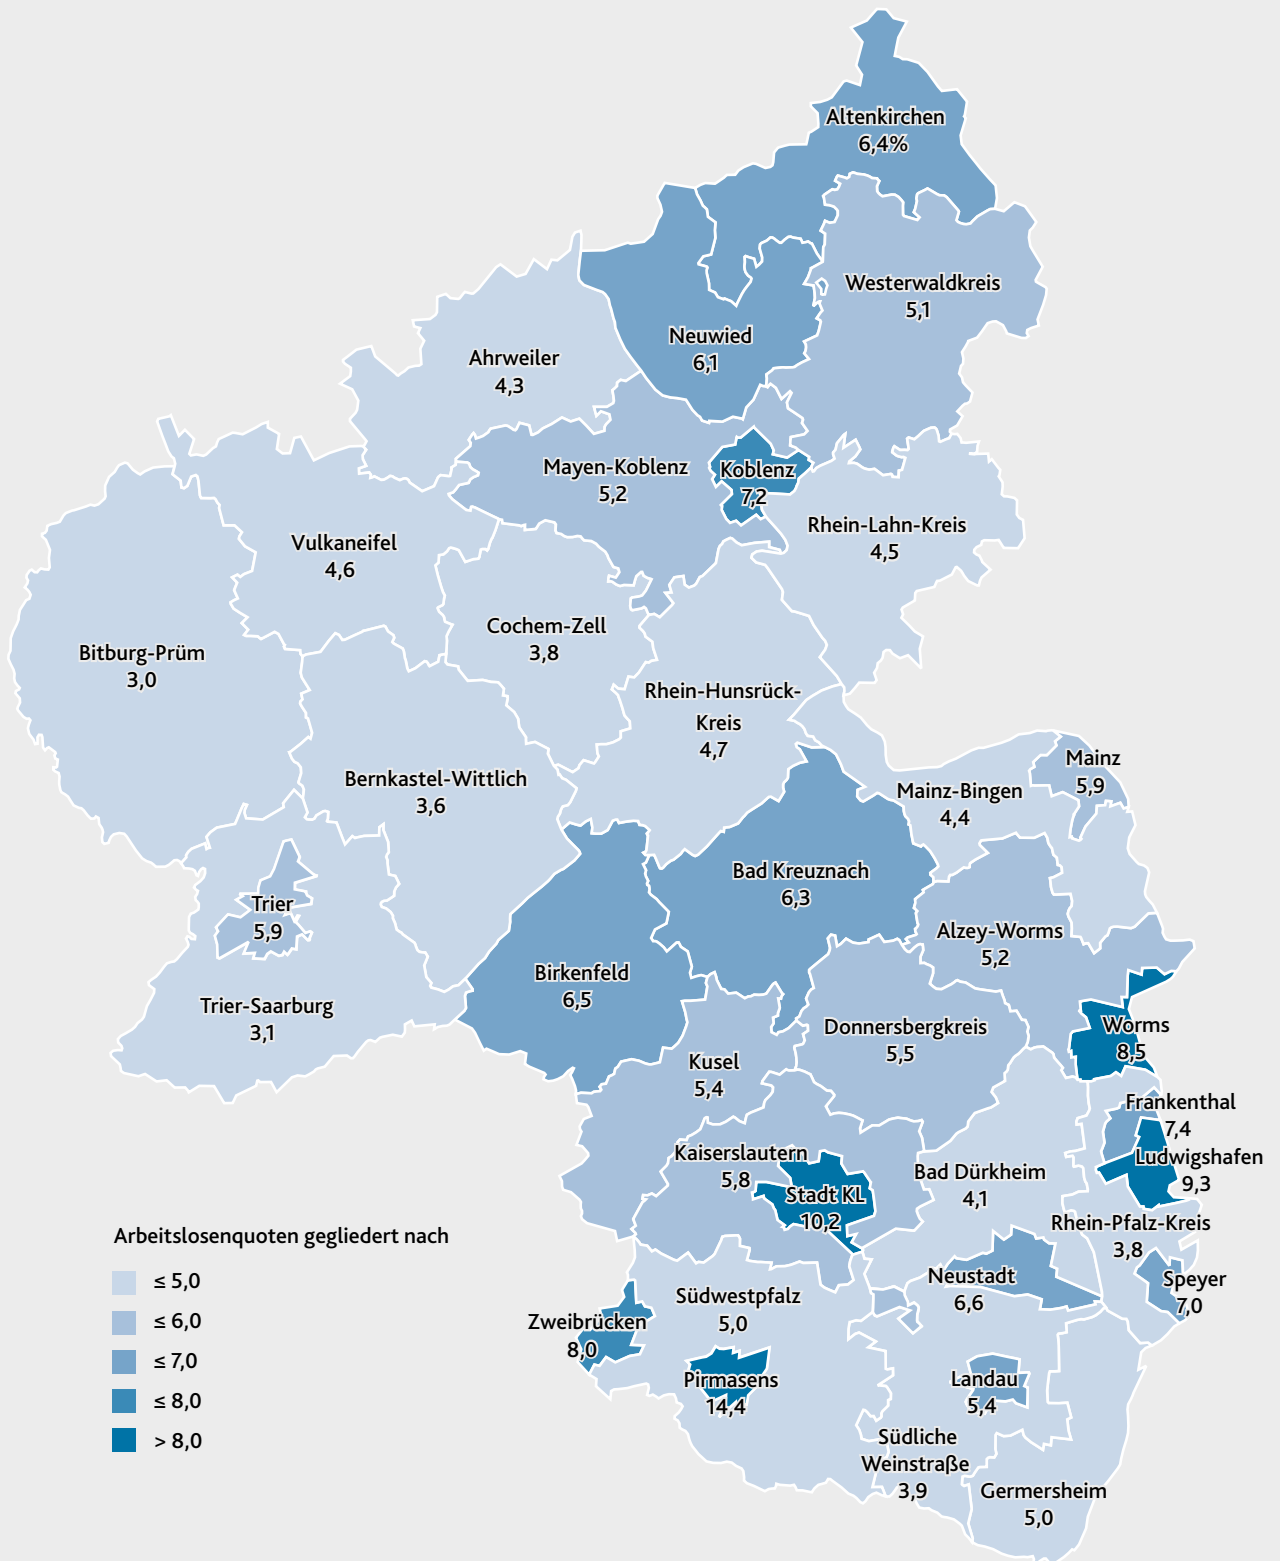 Altenkirchen
6,4%
Westerwaldkreis
5,1
Neuwied
6,1
Ahrweiler
4,3
Mayen-Koblenz
5,2
Koblenz
7,2
Rhein-Lahn-Kreis
4,5
Vulkaneifel
4,6
Cochem-Zell
3,8
Bitburg-Prüm
3,0
Rhein-Hunsrück-
Kreis
4,7
Bernkastel-Wittlich
3,6
Mainz
5,9
Mainz-Bingen
4,4
Bad Kreuznach
6,3
Trier
5,9
Alzey-Worms
5,2
Birkenfeld
6,5
Trier-Saarburg
3,1
Donnersbergkreis
5,5
Worms
8,5
Kusel
5,4
Frankenthal
7,4
Ludwigshafen
9,3
Kaiserslautern
5,8
Stadt KL
10,2
Bad Dürkheim
4,1
Rhein-Pfalz-Kreis
3,8
Neustadt
6,6
Speyer
7,0
Südwestpfalz
5,0
Zweibrücken
8,0
Pirmasens
14,4
Landau
5,4
Südliche
Weinstraße
3,9
Germersheim
5,0
Arbeitslosenquoten gegliedert nach
≤ 5,0
≤ 6,0
≤ 7,0
≤ 8,0
> 8,0